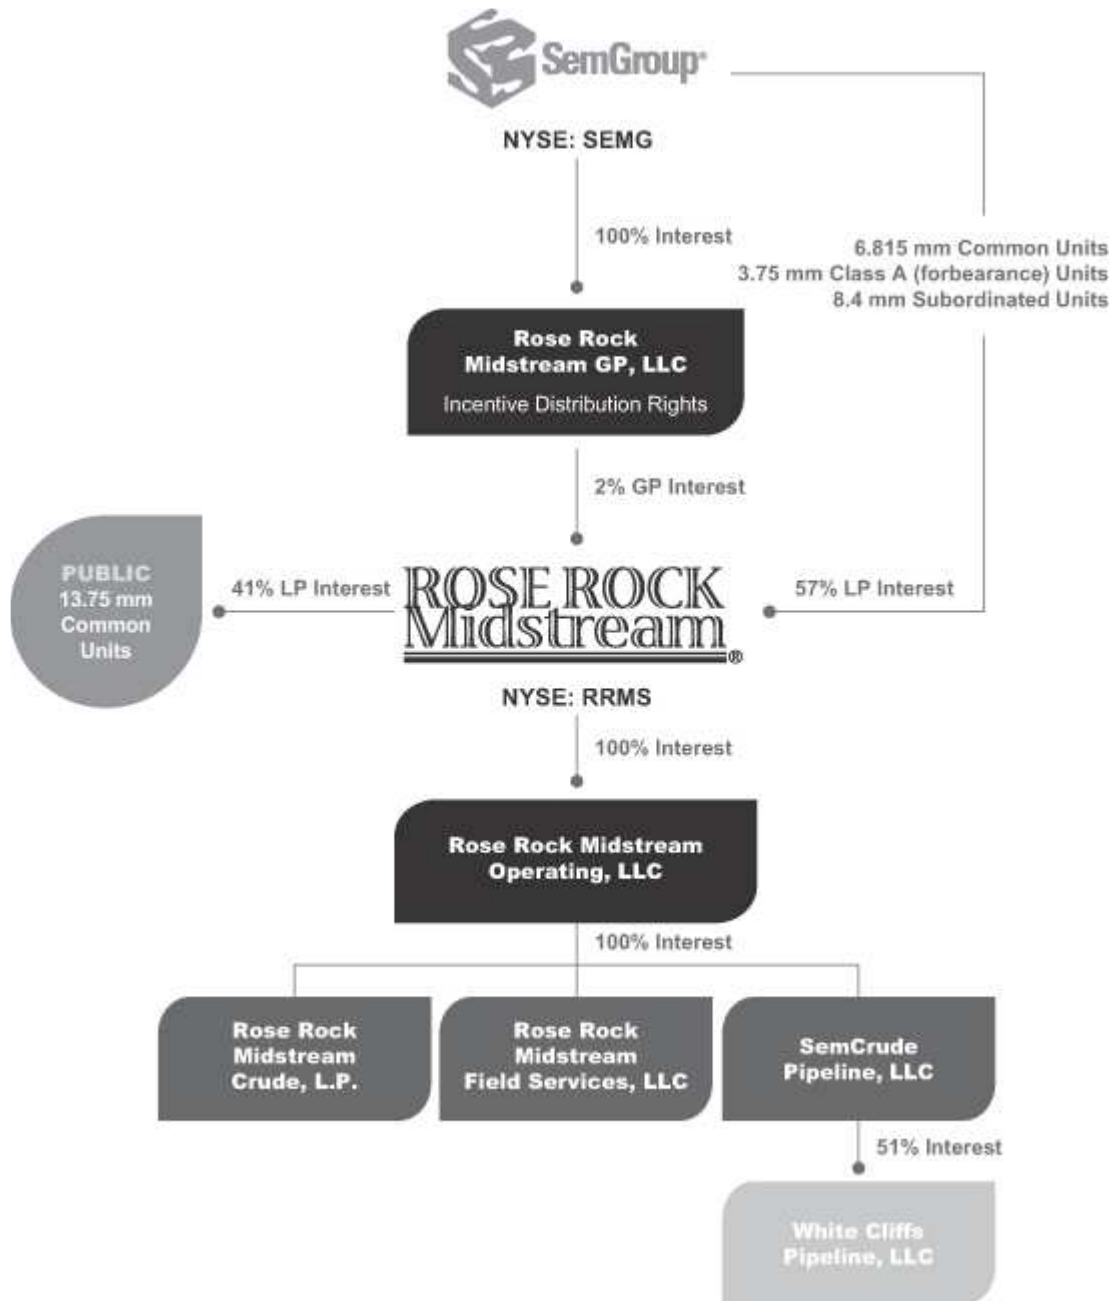 SemGroup®
NYSE: SEMG
100% Interest
6.815 mm Common Units
3.75 mm Class A (forbearance) Units
8.4 mm Subordinated Units
Rose Rock
Midstream GP, LLC
Incentive Distribution Rights
2% GP Interest
PUBLIC
13.75 mm
Common
Units
41% LP Interest
ROSE ROCK
Midstream®
57% LP Interest
NYSE: RRMS
100% Interest
Rose Rock Midstream
Operating, LLC
100% Interest
Rose Rock
Midstream
Crude, L.P.
Rose Rock
Midstream
Field Services, LLC
SemCrude
Pipeline, LLC
51% Interest
White Cliffs
Pipeline, LLC